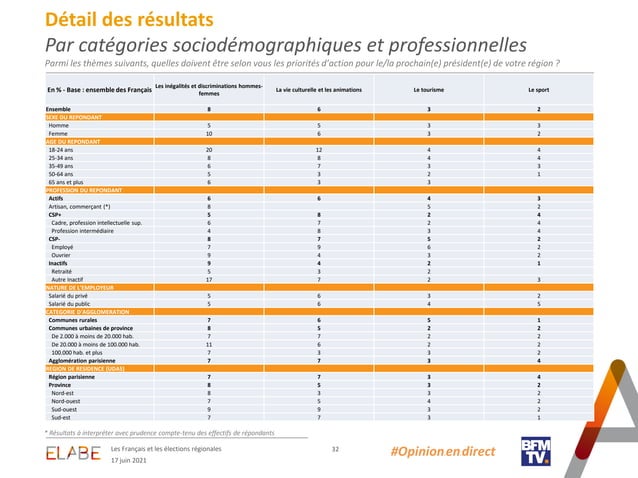 Détail des résultats
Par catégories sociodémographiques et professionnelles
Parmi les thèmes suivants, quelles doivent être selon vous les priorités d'action pour le/la prochain(e) président(e) de votre région ?
En % - Base : ensemble des Français Les inégalités et discriminations hommes-femmes La vie culturelle et les animations Le tourisme Le sport
Ensemble 8 6 3 2
SEXE DU REPONDANT
Homme 5 5 3 3
Femme 10 6 3 2
AGE DU REPONDANT
18-24 ans 20 12 4 4
25-34 ans 8 8 4 4
35-49 ans 6 7 3 3
50-64 ans 5 3 2 1
65 ans et plus 6 3 3
PROFESSION DU REPONDANT
Actifs 6 6 4 3
Artisan, commerçant (*) 8 5 2
CSP+ 5 8 2 4
Cadre, profession intellectuelle sup. 6 7 2 4
Profession intermédiaire 4 8 3 4
CSP- 8 7 5 2
Employé 7 9 6 2
Ouvrier 9 4 3 2
Inactifs 9 4 2 1
Retraité 5 3 2
Autre inactif 17 7 2 3
NATURE DE L'EMPLOYEUR
Salarié du privé 5 6 3 2
Salarié du public 5 6 4 5
CATEGORIE D'AGGLOMERATION
Communes rurales 7 6 5 1
Communes urbaines de province 8 5 2 2
De 2.000 à moins de 20.000 hab. 7 7 2 2
De 20.000 à moins de 100.000 hab. 11 6 2 2
100.000 hab. et plus 7 3 3 2
Agglomération parisienne 7 7 3 4
REGION DE RESIDENCE (UDA5)
Région parisienne 7 7 3 4
Province 8 5 3 2
Nord-est 8 3 3 2
Nord-ouest 7 5 4 2
Sud-ouest 9 9 3 2
Sud-est 7 7 3 1
* Résultats à interpréter avec prudence compte-tenu des effectifs de répondants
ELABE
Les Français et les élections régionales
32
17 juin 2021
#Opinion en direct
BFM
TV.